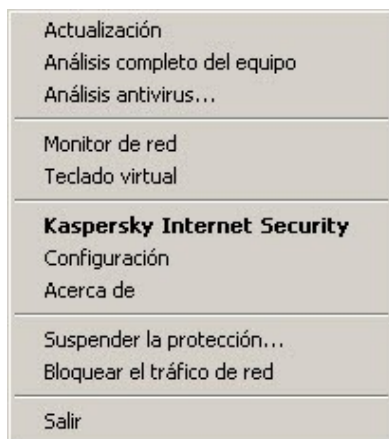 Actualización
Análisis completo del equipo
Análisis antivirus...
Monitor de red
Teclado virtual
Kaspersky Internet Security
Configuración
Acerca de
Suspender la protección...
Bloquear el tráfico de red
Salir